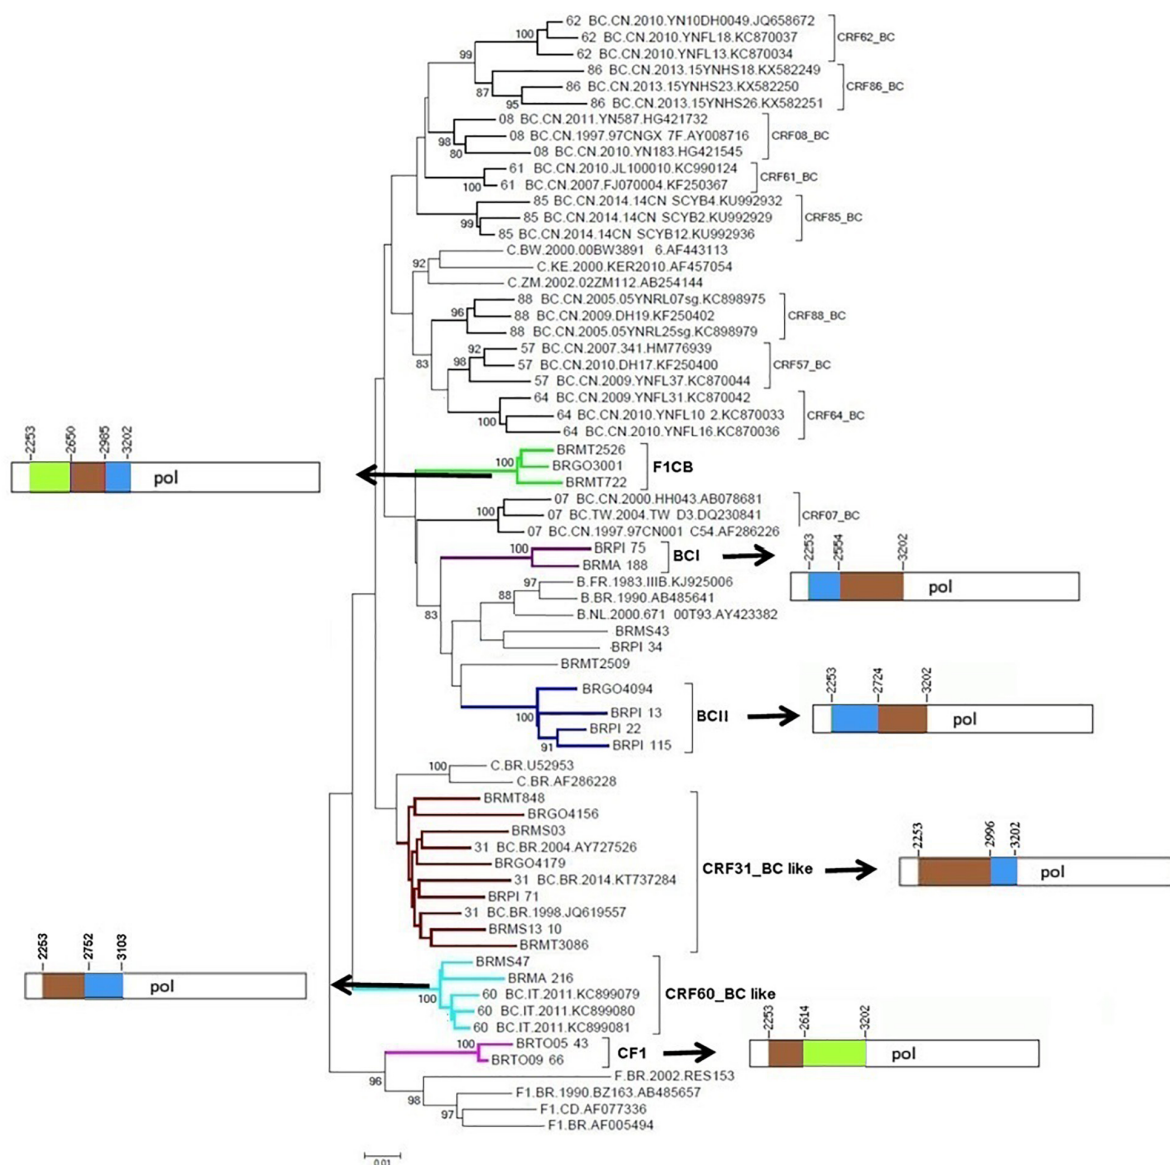 62 BC.CN.2010.YN10DH0049.JQ658672
100
62 BC.CN.2010.YNFL18.KC870037
CRF62_BC
99
62 BC.CN.2010.YNFL13.KC870034
86 BC.CN.2013.15YNHS18.KX582249
87
86 BC.CN.2013.15YNHS23.KX582250
CRF86_BC
95
86 BC.CN.2013.15YNHS26.KX582251
08 BC.CN.2011.YN587.HG421732
98
08 BC.CN.1997.97CNGX 7F.AY008716
CRF08_BC
80
08 BC.CN.2010.YN183.HG421545
61 BC.CN.2010.JL100010.KC990124
CRF61_BC
100
61 BC.CN.2007.FJ070004.KF250367
85 BC.CN.2014.14CN SCYB4.KU992932
99
85 BC.CN.2014.14CN SCYB2.KU992929
CRF85_BC
85 BC.CN.2014.14CN SCYB12.KU992936
C.BW.2000.00BW3891 6.AF443113
92
C.KE.2000.KER2010.AF457054
C.ZM.2002.02ZM112.AB254144
88 BC.CN.2005.05YNRL07sg.KC898975
96
88 BC.CN.2009.DH19.KF250402
CRF88_BC
88 BC.CN.2005.05YNRL25sg.KC898979
92
57 BC.CN.2007.341.HM776939
83
98
57 BC.CN.2010.DH17.KF250400
CRF57_BC
57 BC.CN.2009.YNFL37.KC870044
64 BC.CN.2009.YNFL31.KC870042
100
64 BC.CN.2010.YNFL10 2.KC870033
CRF64_BC
64 BC.CN.2010.YNFL16.KC870036
2253
2650
2985
3202
pol
BRMT2526
100
BRGO3001
F1CB
BRMT722
07 BC.CN.2000.HH043.AB078681
100
07 BC.TW.2004.TW D3.DQ230841
CRF07_BC
07 BC.CN.1997.97CN001 C54.AF286226
100
BRPI 75
BCI
BRMA 188
2253
2554
3202
pol
97
B.FR.1983.IIIB.KJ925006
88
B.BR.1990.AB485641
83
B.NL.2000.671 00T93.AY423382
BRMS43
BRPI 34
BRMT2509
BRGO4094
100
BRPI 13
BCII
BRPI 22
91
BRPI 115
2253
2724
3202
pol
100
C.BR.U52953
C.BR.AF286228
BRMT848
BRGO4156
BRMS03
31 BC.BR.2004.AY727526
BRGO4179
CRF31_BC like
31 BC.BR.2014.KT737284
BRPI 71
31 BC.BR.1998.JQ619557
BRMS13 10
BRMT3086
2253
2996
3202
pol
2253
2752
3103
pol
BRMS47
BRMA 216
100
60 BC.IT.2011.KC899079
CRF60_BC like
60 BC.IT.2011.KC899080
60 BC.IT.2011.KC899081
100
BRTO05 43
CF1
BRTO09 66
2253
2614
3202
pol
96
F.BR.2002.RES153
98
F1.BR.1990.BZ163.AB485657
97
F1.CD.AF077336
F1.BR.AF005494
0.01